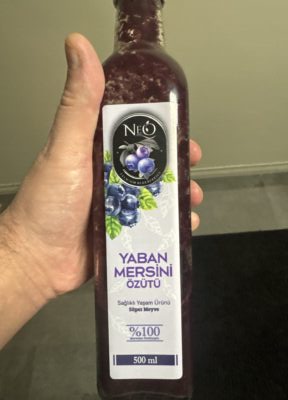 NEO
YABAN
MERSİNİ
ÖZÜTÜ
Sağlıklı Yaşam Ürünü
Süper Meyve
%100
500 ml